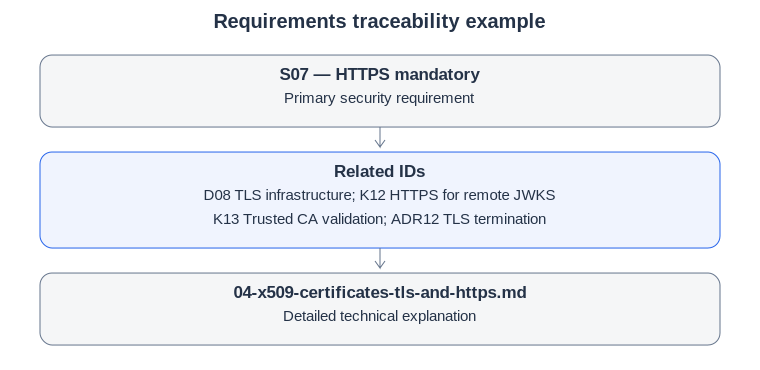 Requirements traceability example
S07 — HTTPS mandatory
Primary security requirement
Related IDs
D08 TLS infrastructure; K12 HTTPS for remote JWKS
K13 Trusted CA validation; ADR12 TLS termination
04-x509-certificates-tls-and-https.md
Detailed technical explanation